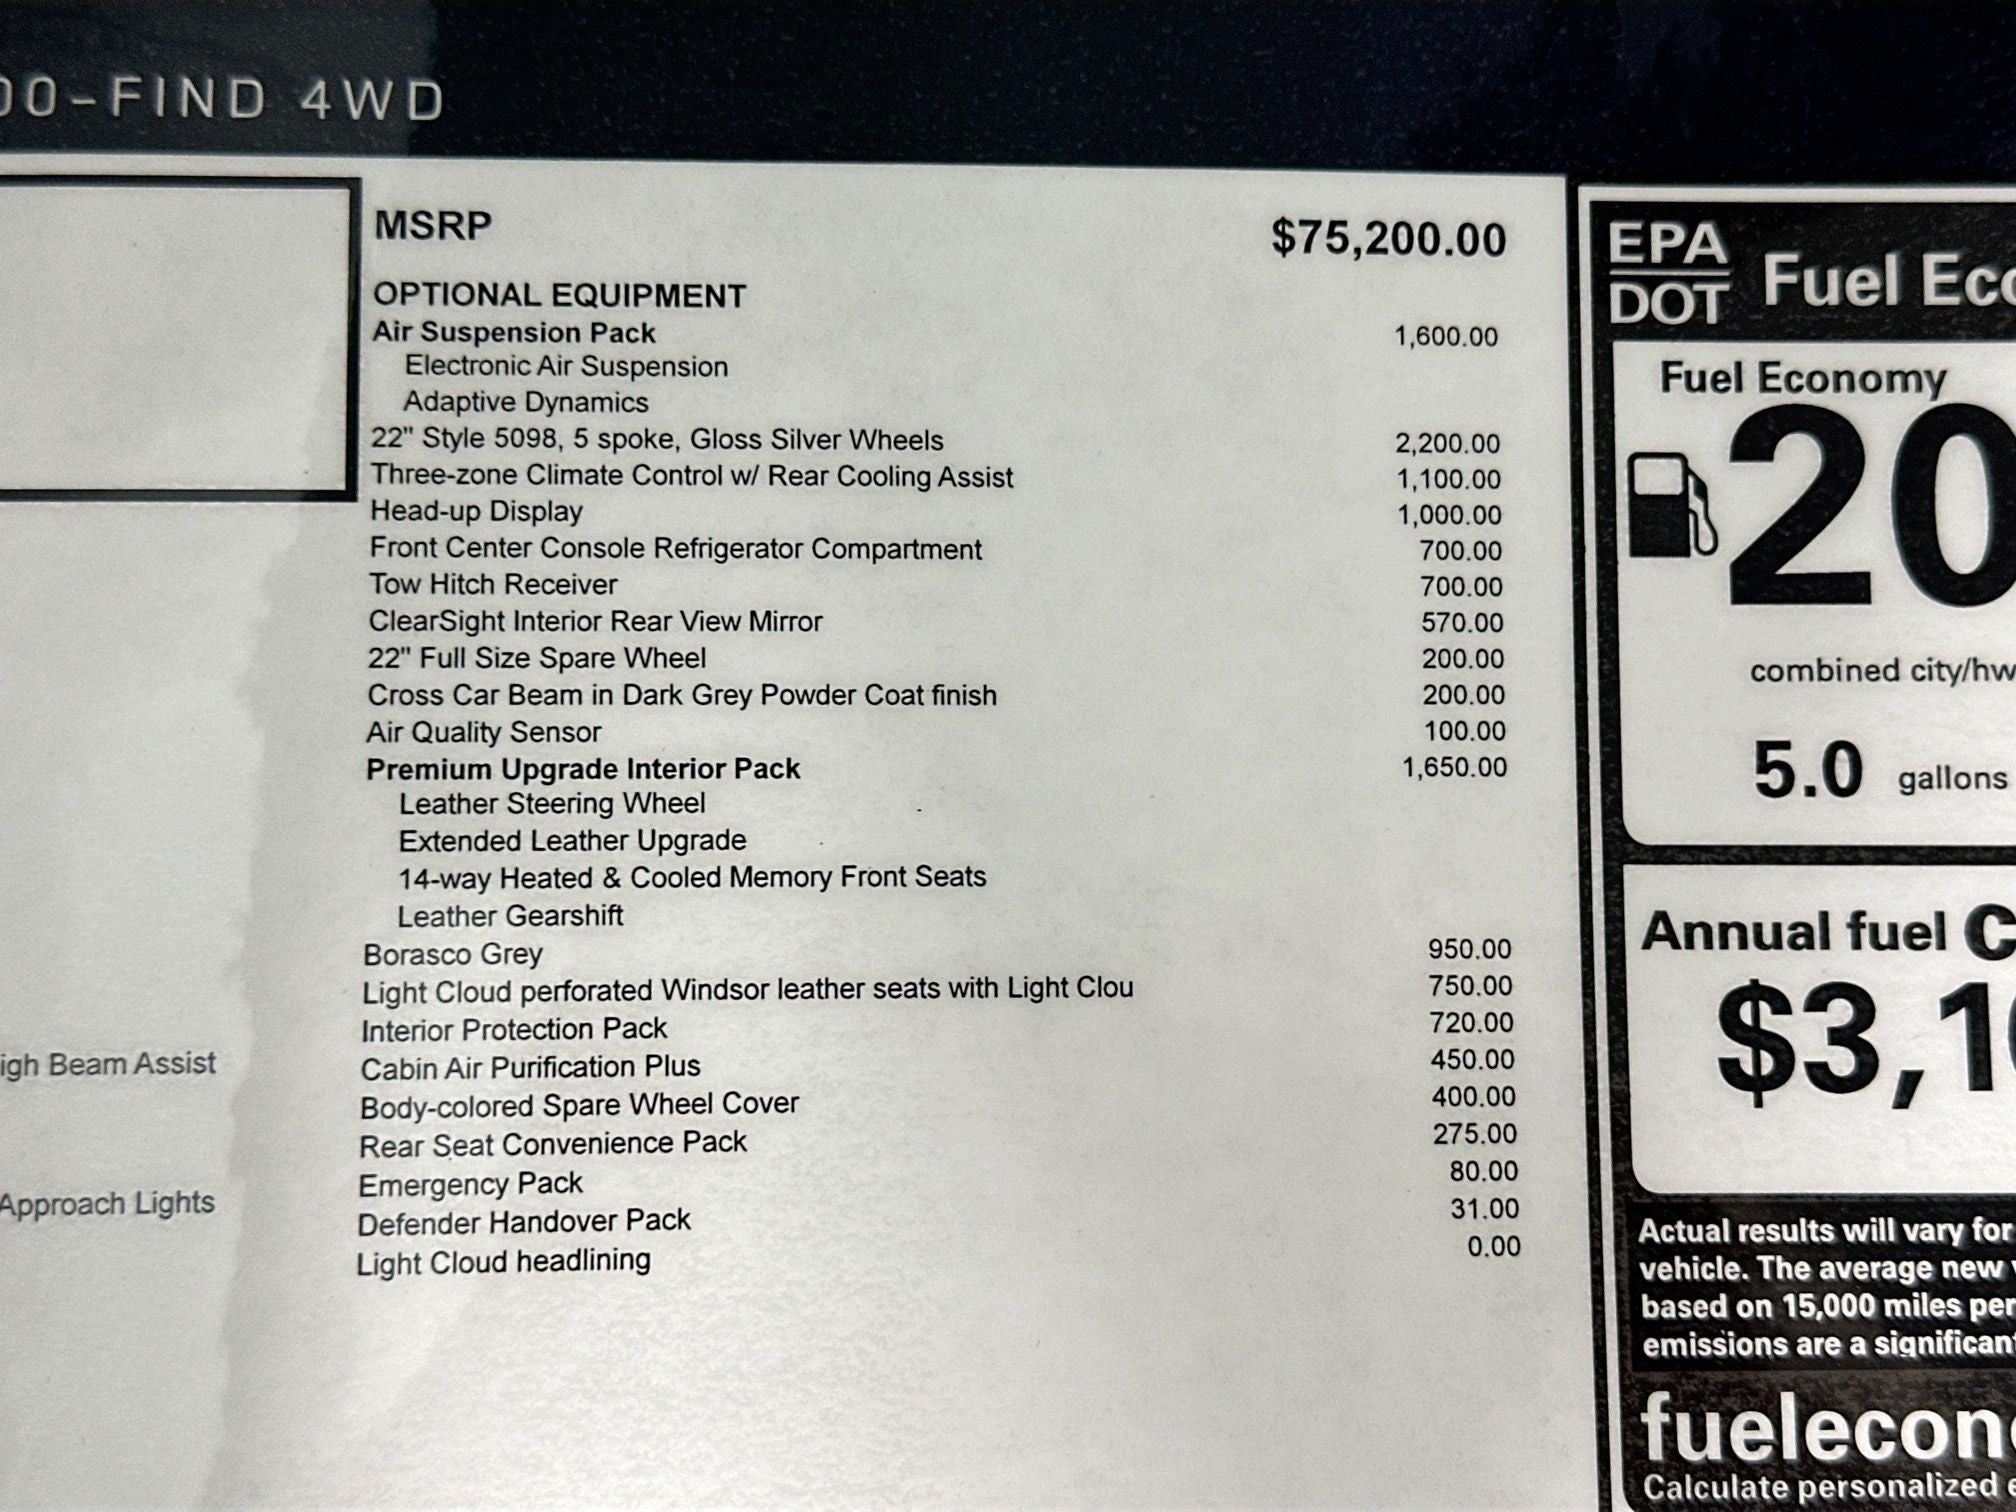 00-FIND 4WD
MSRP $75,200.00
OPTIONAL EQUIPMENT
Air Suspension Pack 1,600.00
Electronic Air Suspension
Adaptive Dynamics
22" Style 5098, 5 spoke, Gloss Silver Wheels 2,200.00
Three-zone Climate Control w/ Rear Cooling Assist 1,100.00
Head-up Display 1,000.00
Front Center Console Refrigerator Compartment 700.00
Tow Hitch Receiver 700.00
ClearSight Interior Rear View Mirror 570.00
22" Full Size Spare Wheel 200.00
Cross Car Beam in Dark Grey Powder Coat finish 200.00
Air Quality Sensor 100.00
Premium Upgrade Interior Pack 1,650.00
Leather Steering Wheel
Extended Leather Upgrade
14-way Heated & Cooled Memory Front Seats
Leather Gearshift
Borasco Grey 950.00
Light Cloud perforated Windsor leather seats with Light Clou 750.00
Interior Protection Pack 720.00
Cabin Air Purification Plus 450.00
Body-colored Spare Wheel Cover 400.00
Rear Seat Convenience Pack 275.00
Emergency Pack 80.00
Defender Handover Pack 31.00
Light Cloud headlining 0.00
igh Beam Assist
Approach Lights
EPA
DOT
Fuel Eco
Fuel Economy
20
combined city/hw
5.0 gallons
Annual fuel c
$3,1
Actual results will vary for
vehicle. The average new
based on 15,000 miles per
emissions are a significan
fuelecon
Calculate personalized